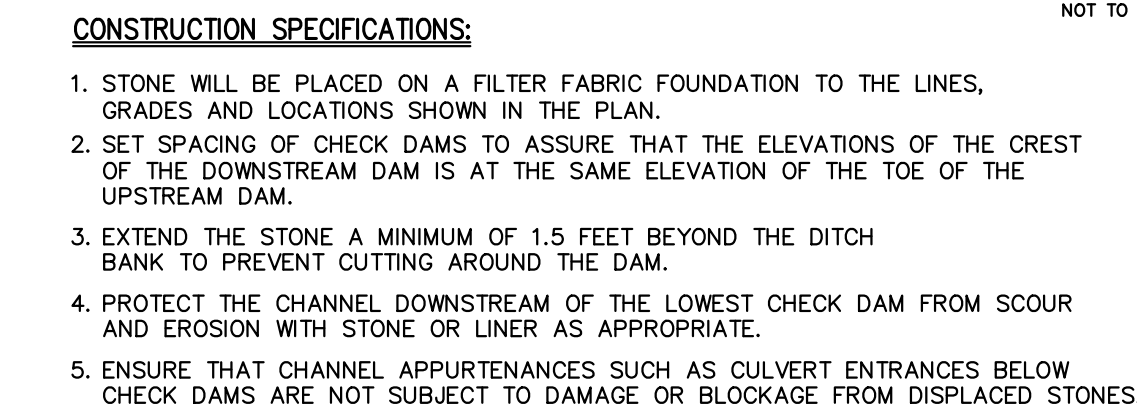 NOT TO
CONSTRUCTION SPECIFICATIONS:
1. STONE WILL BE PLACED ON A FILTER FABRIC FOUNDATION TO THE LINES,
GRADES AND LOCATIONS SHOWN IN THE PLAN.
2. SET SPACING OF CHECK DAMS TO ASSURE THAT THE ELEVATIONS OF THE CREST
OF THE DOWNSTREAM DAM IS AT THE SAME ELEVATION OF THE TOE OF THE
UPSTREAM DAM.
3. EXTEND THE STONE A MINIMUM OF 1.5 FEET BEYOND THE DITCH
BANK TO PREVENT CUTTING AROUND THE DAM.
4. PROTECT THE CHANNEL DOWNSTREAM OF THE LOWEST CHECK DAM FROM SCOUR
AND EROSION WITH STONE OR LINER AS APPROPRIATE.
5. ENSURE THAT CHANNEL APPURTENANCES SUCH AS CULVERT ENTRANCES BELOW
CHECK DAMS ARE NOT SUBJECT TO DAMAGE OR BLOCKAGE FROM DISPLACED STONES.